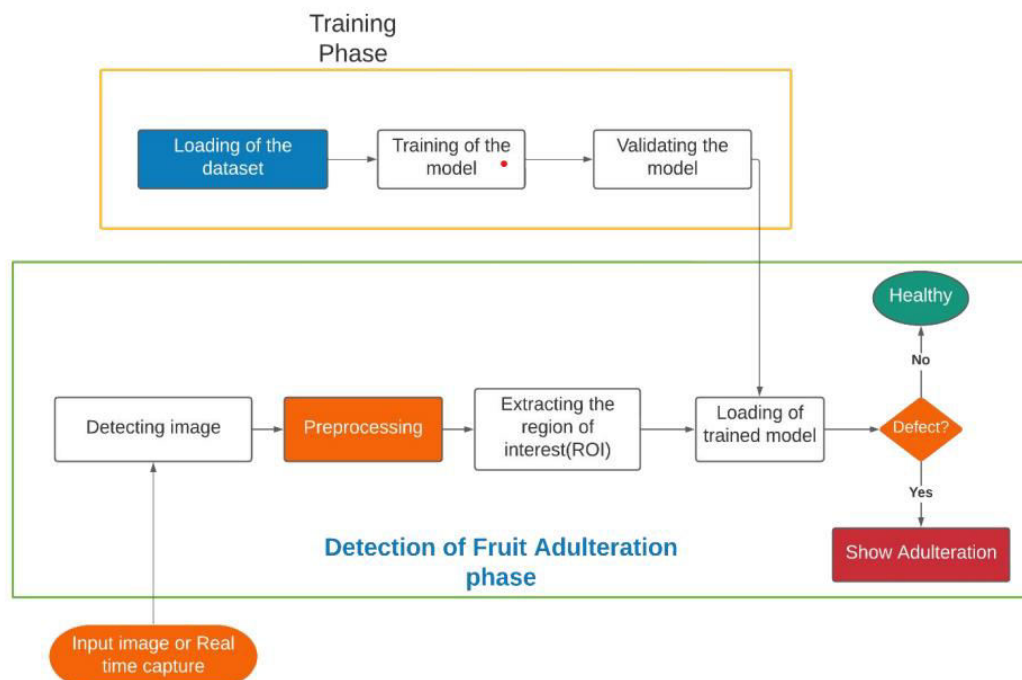 Training
Phase
Loading of the
dataset
Training of the
model
Validating the
model
Healthy
No
Detecting image
Preprocessing
Extracting the
region of
interest(ROI)
Loading of
trained model
Defect?
Yes
Show Adulteration
Detection of Fruit Adulteration
phase
Input image or Real
time capture